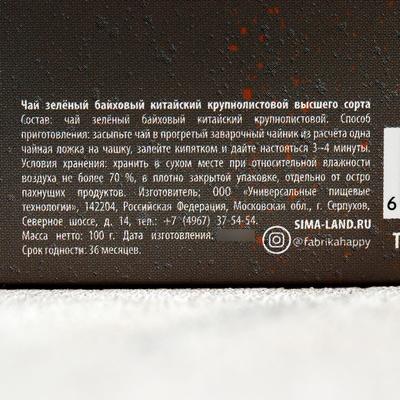 Чай зелёный байховый китайский крупнолистовой высшего сорта
Состав: чай зелёный байховый китайский крупнолистовой. Способ
приготовления: засыпьте чай в прогретый заварочный чайник из расчёта одна
чайная ложка на чашку, залейте кипятком и дайте настояться 3–4 минуты.
Условия хранения: хранить в сухом месте при относительной влажности
воздуха не более 70 %, в плотно закрытой упаковке, отдельно от остро
пахнущих продуктов. Изготовитель: ООО «Универсальные пищевые
технологии», 142204, Российская Федерация, Московская обл., г. Серпухов,
Северное шоссе, д. 14, тел.: +7 (4967) 37-54-54.
Масса нетто: 100 г. Дата изготовления:
Срок годности: 36 месяцев.
SIMA-LAND.RU
@fabrikahappy
6
Т